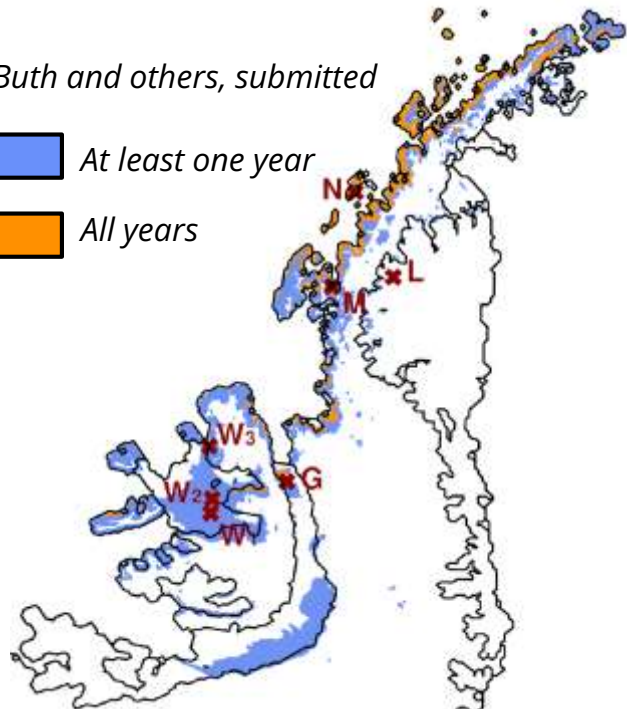 Buth and others, submitted
At least one year
All years
N
L
M
W3
G
W2
W